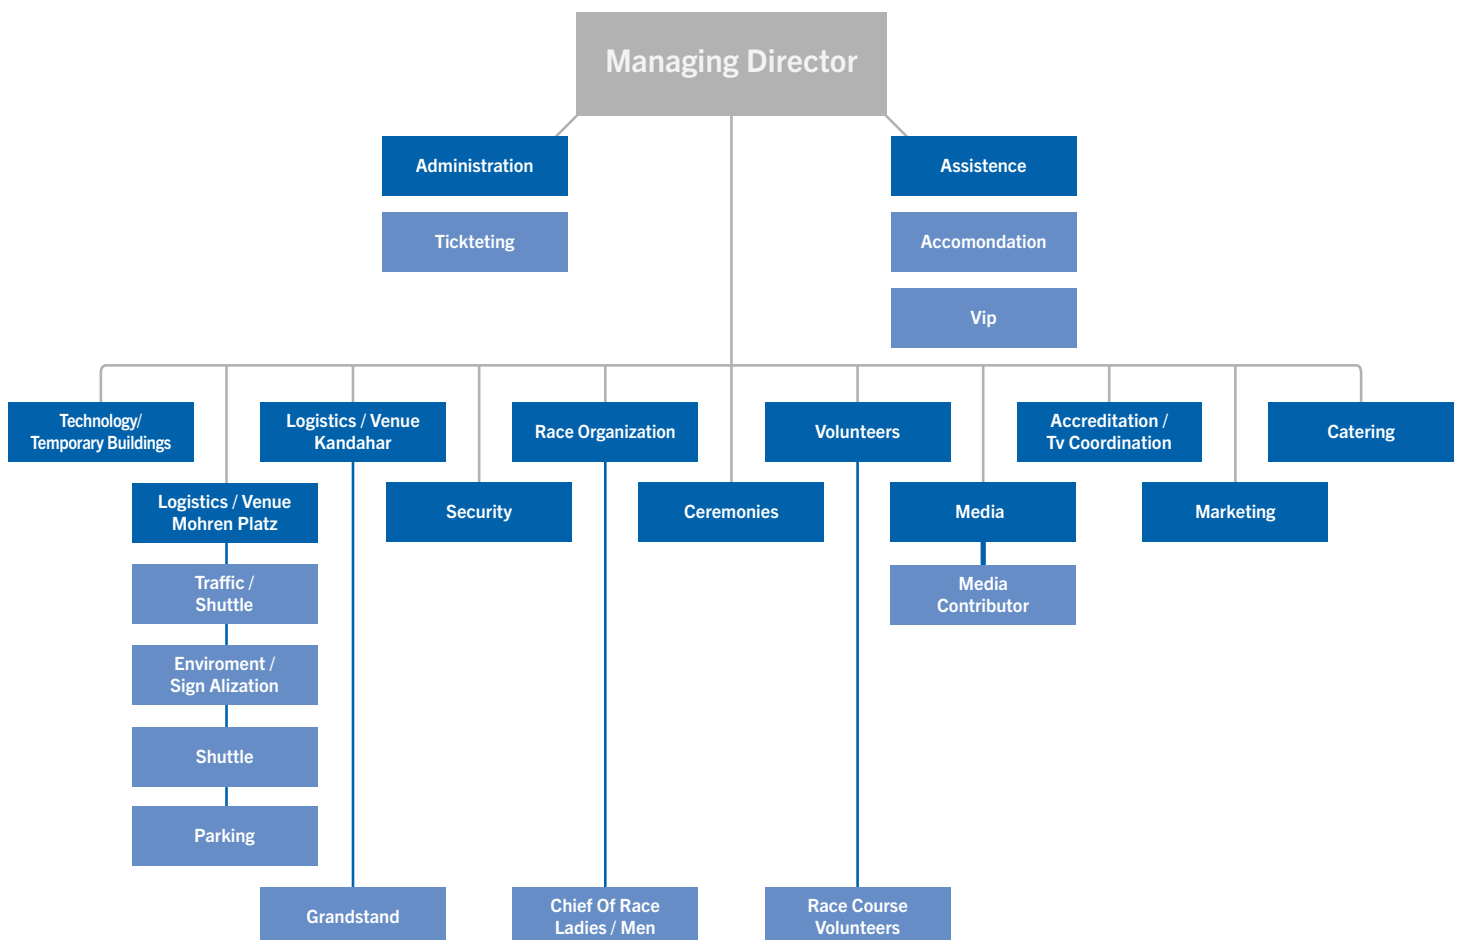 Managing Director
Administration
Assistence
Tickteting
Accomondation
Vip
Technology/
Temporary Buildings
Logistics / Venue
Kandahar
Race Organization
Volunteers
Accreditation /
Tv Coordination
Catering
Logistics / Venue
Mohren Platz
Security
Ceremonies
Media
Marketing
Traffic /
Shuttle
Media
Contributor
Enviroment /
Sign Alization
Shuttle
Parking
Grandstand
Chief Of Race
Ladies / Men
Race Course
Volunteers